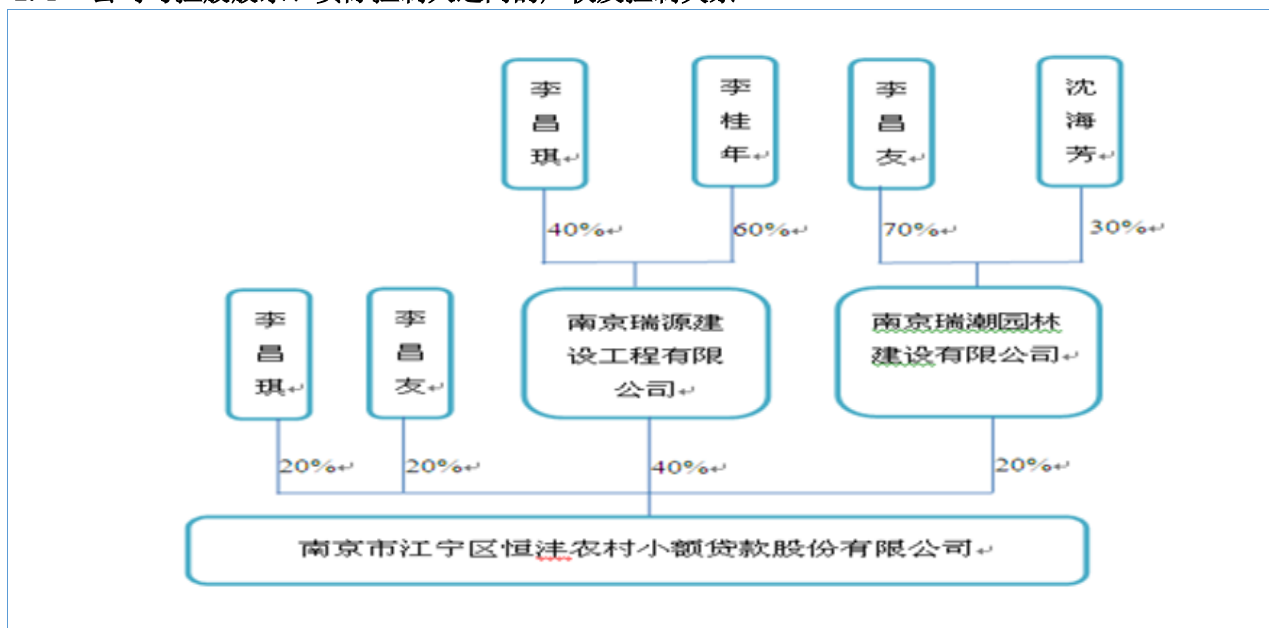 李昌琪
李桂年
李昌友
沈海芳
40%
60%
70%
30%
李昌琪
李昌友
南京瑞源建
设工程有限
公司
南京瑞潮园林
建设有限公司
20%
20%
40%
20%
南京市江宁区恒沣农村小额贷款股份有限公司